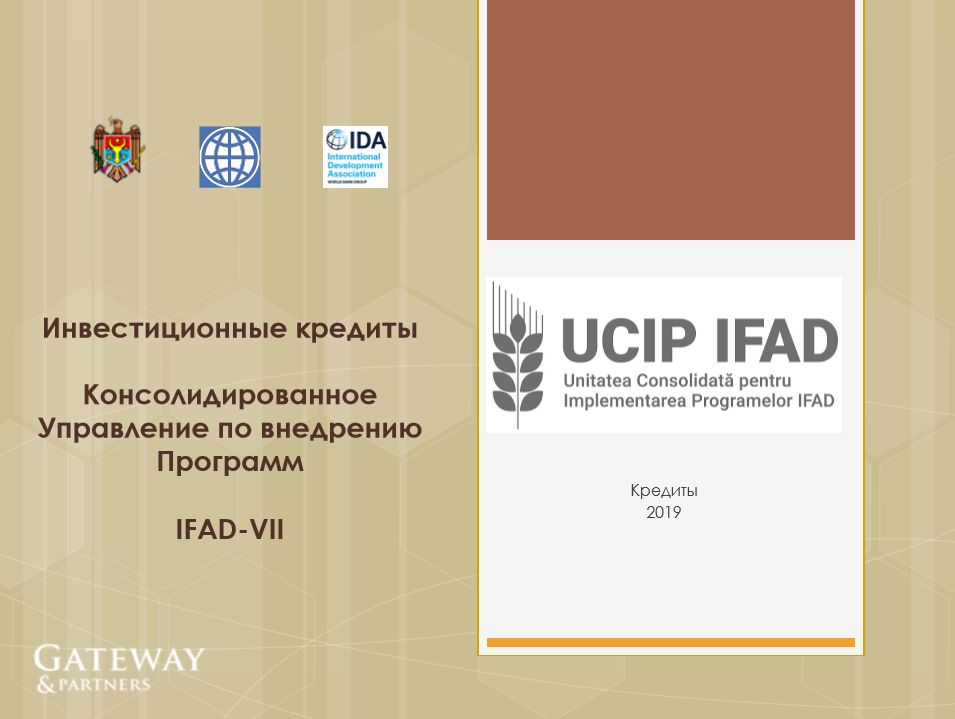 IDA
International
Development
Association
WORLD BANK GROUP
Инвестиционные кредиты
Консолидированное
Управление по внедрению
Программ
IFAD-VII
GATEWAY
& PARTNERS
UCIP IFAD
Unitatea Consolidată pentru
Implementarea Programelor IFAD
Кредиты
2019